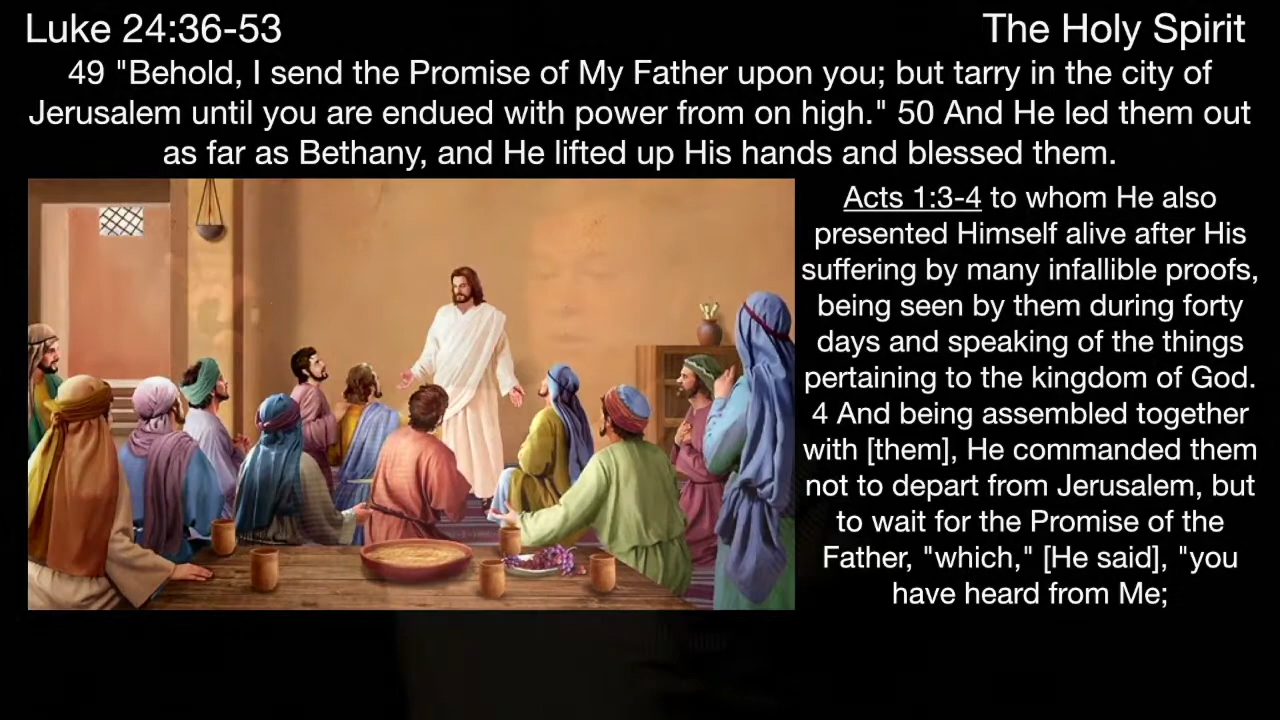 Luke 24:36-53
The Holy Spirit
49 "Behold, I send the Promise of My Father upon you; but tarry in the city of
Jerusalem until you are endued with power from on high." 50 And He led them out
as far as Bethany, and He lifted up His hands and blessed them.
Acts 1:3-4 to whom He also
presented Himself alive after His
suffering by many infallible proofs,
being seen by them during forty
days and speaking of the things
pertaining to the kingdom of God.
4 And being assembled together
with [them], He commanded them
not to depart from Jerusalem, but
to wait for the Promise of the
Father, "which," [He said], "you
have heard from Me;